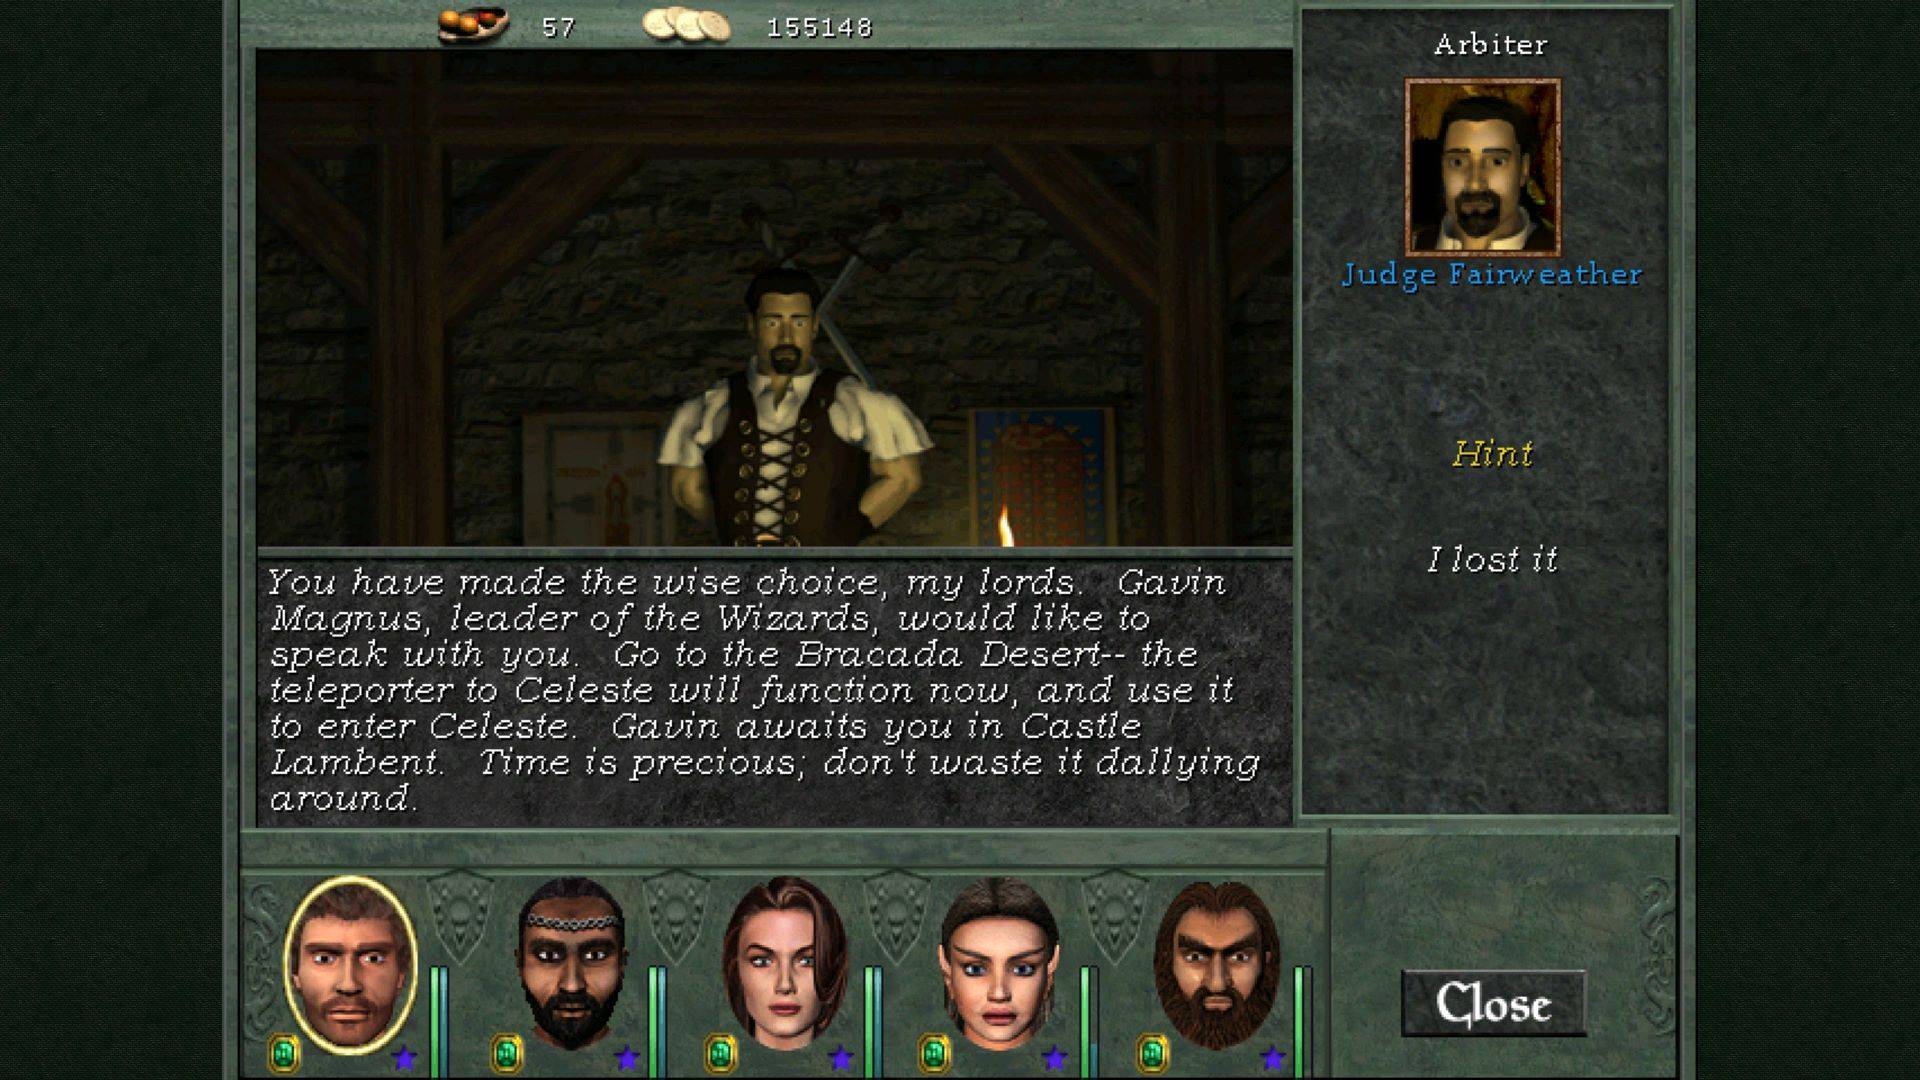 57 155148
Arbiter
Judge Fairweather
Hint
I lost it
You have made the wise choice, my lords. Gavin
Magnus, leader of the Wizards, would like to
speak with you. Go to the Bracada Desert-- the
teleporter to Celeste will function now, and use it
to enter Celeste. Gavin awaits you in Castle
Lambent. Time is precious; don't waste it dallying
around.
Close